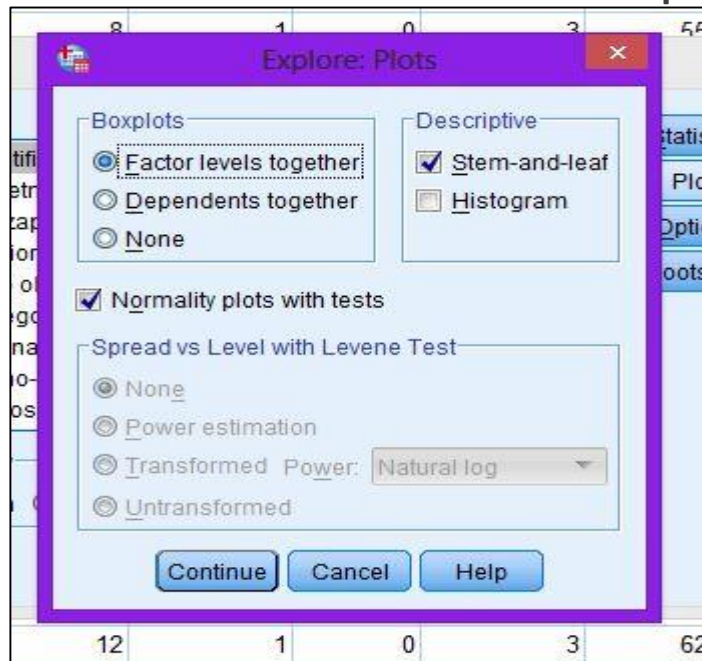 8 1 0 3
Explore: Plots
Boxplots
Factor levels together
Dependents together
None
Descriptive
Stem-and-leaf
Histogram
Normality plots with tests
Spread vs Level with Levene Test
None
Power estimation
Transformed Power: Natural log
Untransformed
Continue Cancel Help
12 1 0 3 62